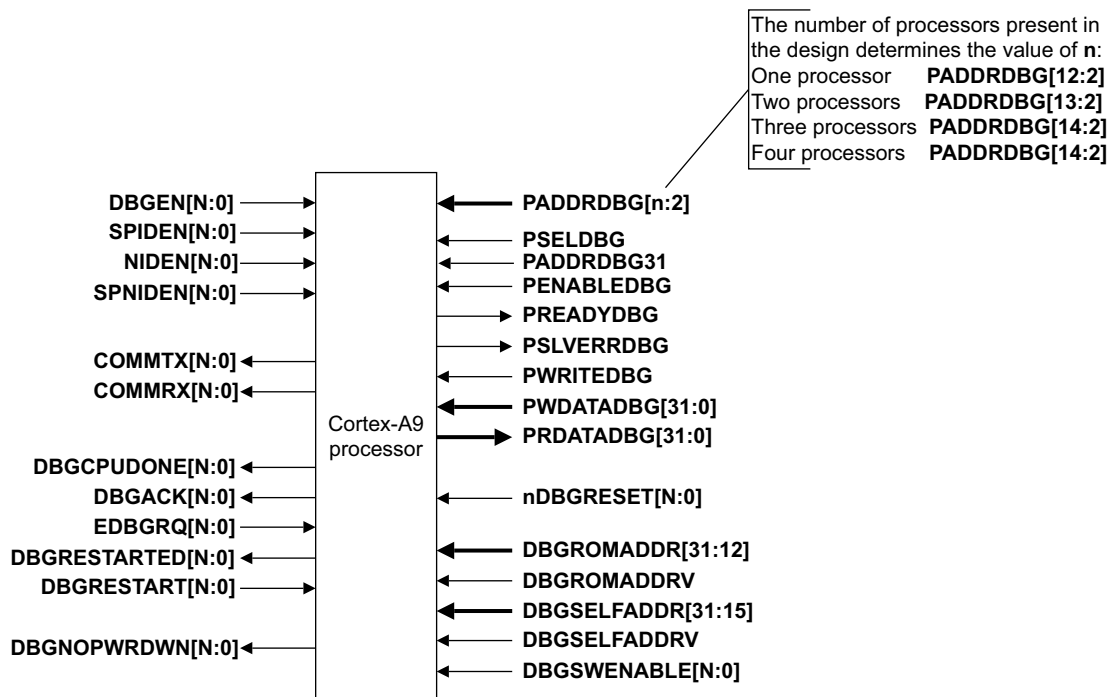 The number of processors present in
the design determines the value of n:
One processor PADDRDBG[12:2]
Two processors PADDRDBG[13:2]
Three processors PADDRDBG[14:2]
Four processors PADDRDBG[14:2]
DBGEN[N:0]
SPIDEN[N:0]
NIDEN[N:0]
SPNIDEN[N:0]
COMMTX[N:0]
COMMRX[N:0]
DBGCPUDONE[N:0]
DBGACK[N:0]
EDBGRQ[N:0]
DBGRESTARTED[N:0]
DBGRESTART[N:0]
DBGNOPWRDWN[N:0]
Cortex-A9
processor
PADDRDBG[n:2]
PSELDBG
PADDRDBG31
PENABLEDBG
PREADYDBG
PSLVERRDBG
PWRITEDBG
PWDATADBG[31:0]
PRDATADBG[31:0]
nDBGRESET[N:0]
DBGROMADDR[31:12]
DBGROMADDRV
DBGSELFADDR[31:15]
DBGSELFADDRV
DBGSWENABLE[N:0]